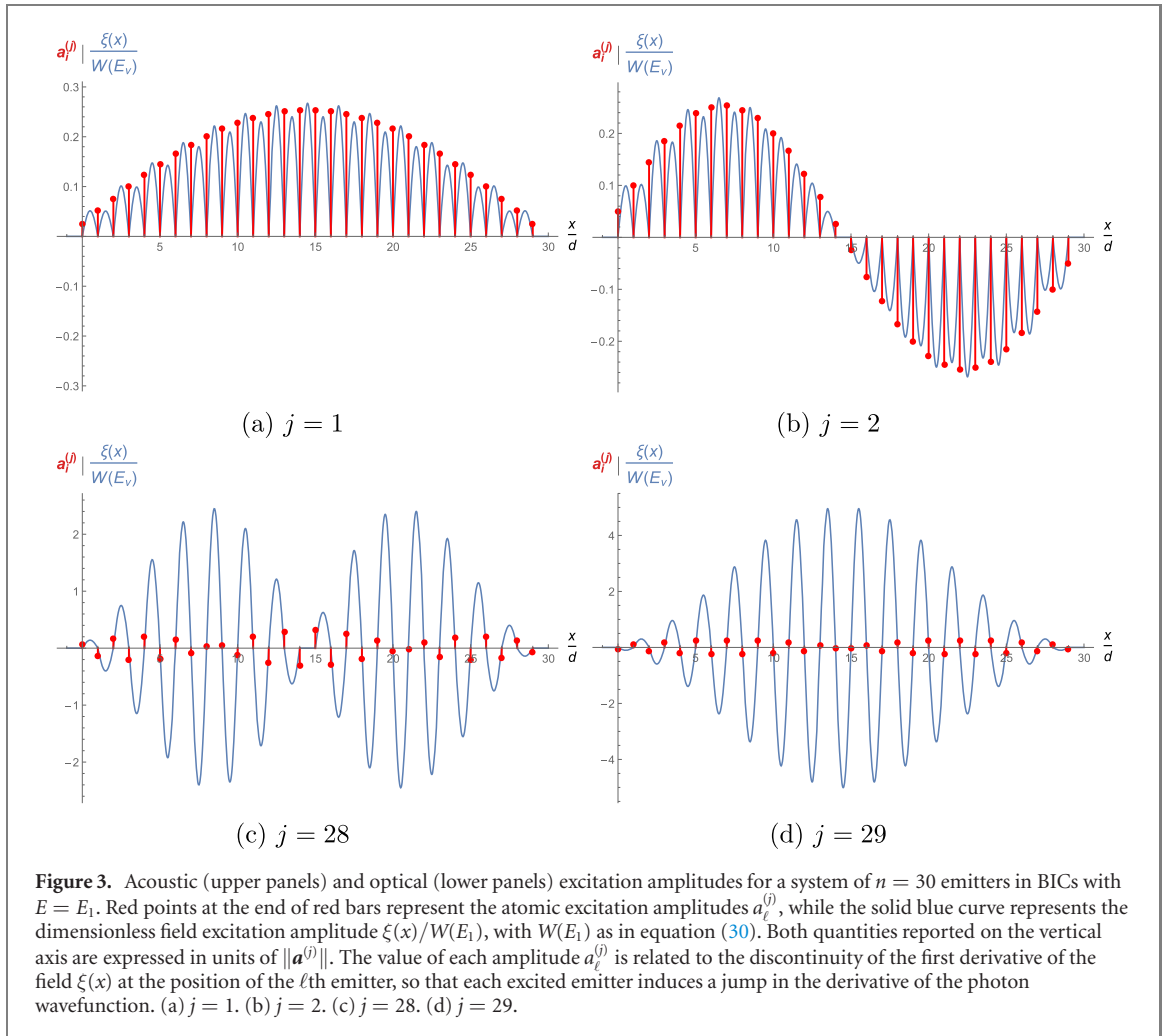 a_i^(j) | ξ(x)/W(E_v)
0.3
0.2
0.1
-0.1
-0.2
-0.3
5 10 15 20 25 30
x/d
(a) j = 1
a_i^(j) | ξ(x)/W(E_v)
0.2
0.1
-0.1
-0.2
5 10 15 20 25 30
x/d
(b) j = 2
a_i^(j) | ξ(x)/W(E_v)
2
1
-1
-2
5 10 15 20 25 30
x/d
(c) j = 28
a_i^(j) | ξ(x)/W(E_v)
4
2
-2
-4
5 10 15 20 25 30
x/d
(d) j = 29
Figure 3. Acoustic (upper panels) and optical (lower panels) excitation amplitudes for a system of n = 30 emitters in BICs with
E = E₁. Red points at the end of red bars represent the atomic excitation amplitudes a_ℓ^(j), while the solid blue curve represents the
dimensionless field excitation amplitude ξ(x)/W(E₁), with W(E₁) as in equation (30). Both quantities reported on the vertical
axis are expressed in units of ‖a^(j)‖. The value of each amplitude a_ℓ^(j) is related to the discontinuity of the first derivative of the
field ξ(x) at the position of the ℓth emitter, so that each excited emitter induces a jump in the derivative of the photon
wavefunction. (a) j = 1. (b) j = 2. (c) j = 28. (d) j = 29.